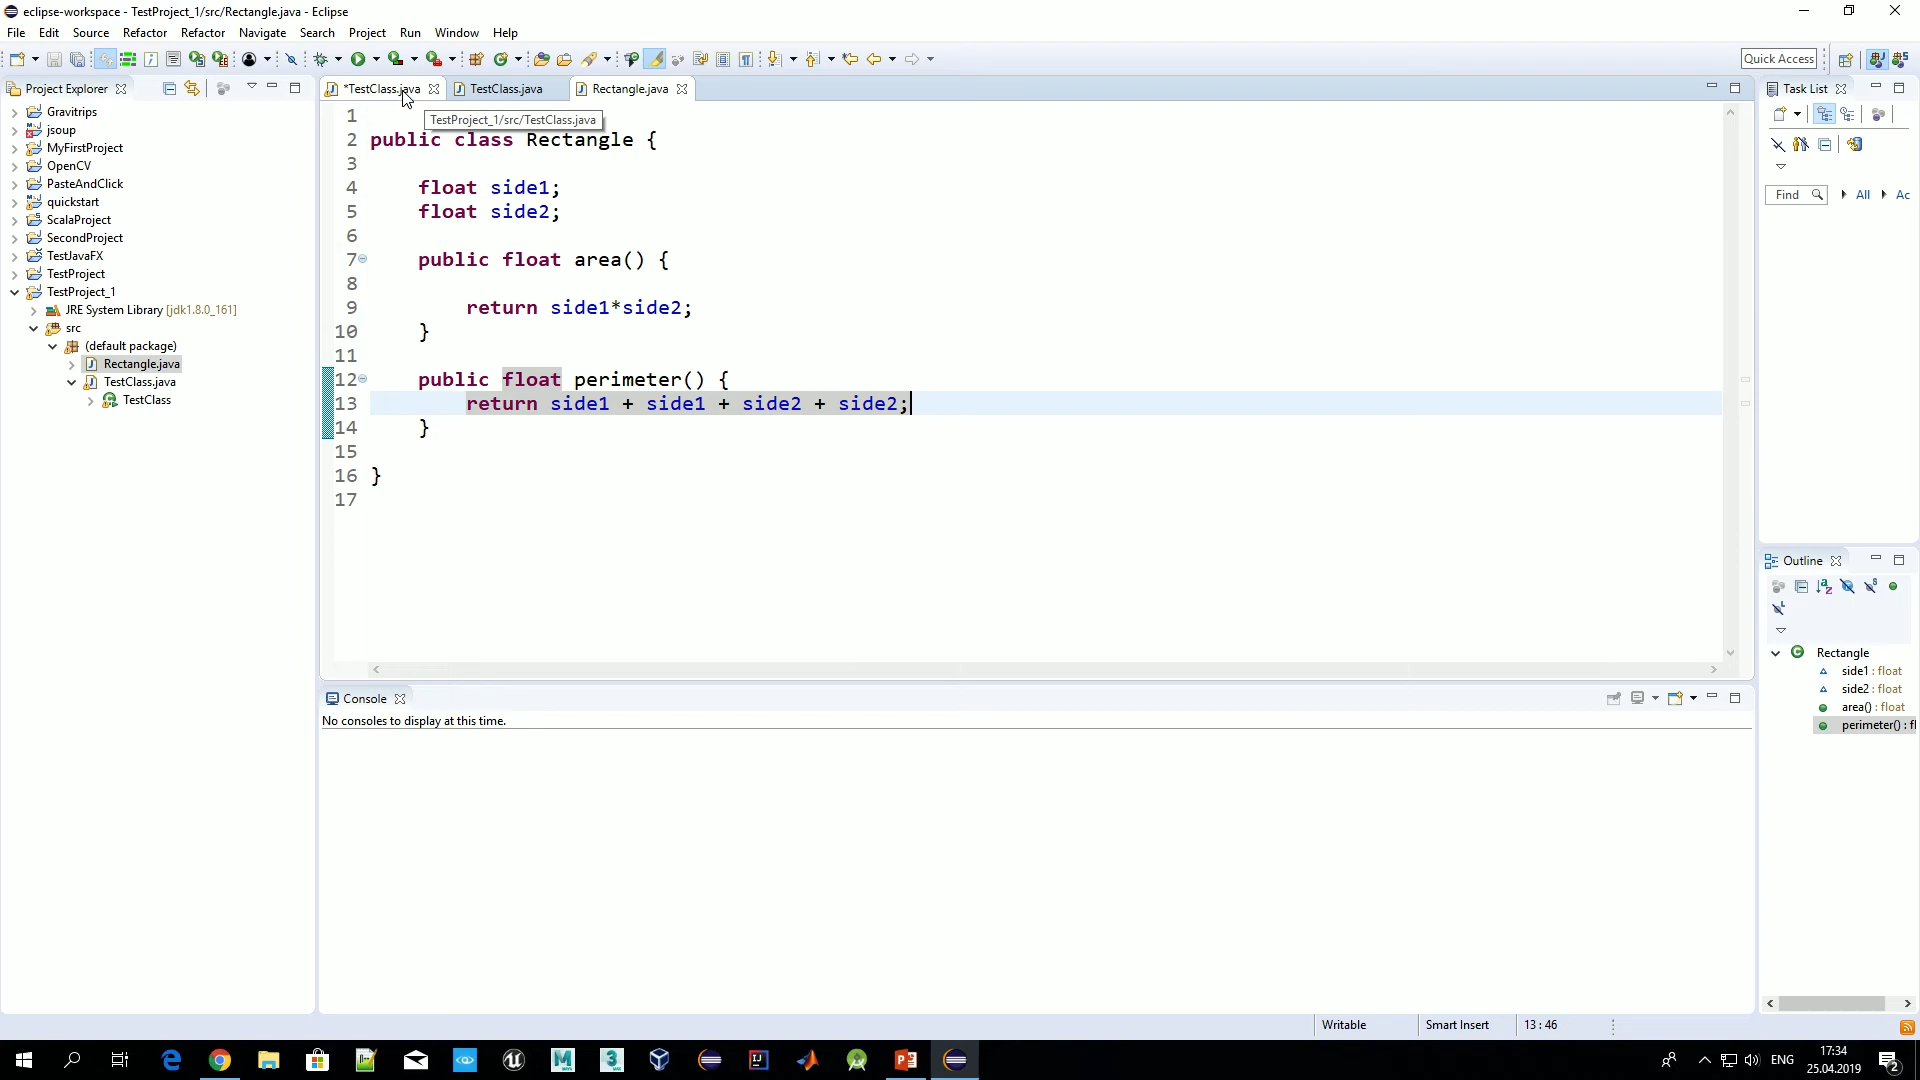 eclipse-workspace - TestProject_1/src/Rectangle.java - Eclipse
File Edit Source Refactor Refactor Navigate Search Project Run Window Help
Quick Access
Project Explorer
Gravitrips
jsoup
MyFirstProject
OpenCV
PasteAndClick
quickstart
ScalaProject
SecondProject
TestJavaFX
TestProject
TestProject_1
JRE System Library [jdk1.8.0_161]
src
(default package)
Rectangle.java
TestClass.java
TestClass
*TestClass.java TestClass.java Rectangle.java
TestProject_1/src/TestClass.java
1
2 public class Rectangle {
3
4 float side1;
5 float side2;
6
7 public float area() {
8
9 return side1*side2;
10 }
11
12 public float perimeter() {
13 return side1 + side1 + side2 + side2;
14 }
15
16 }
17
Console
No consoles to display at this time.
Task List
Find All Ac
Outline
Rectangle
side1 : float
side2 : float
area() : float
perimeter() : fl
Writable Smart Insert 13 : 46
ENG
17:34
25.04.2019
2